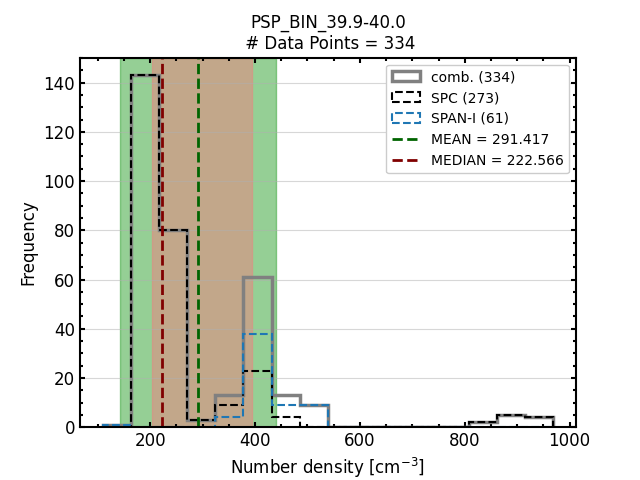 PSP_BIN_39.9-40.0
# Data Points = 334
comb. (334)
SPC (273)
SPAN-I (61)
MEAN = 291.417
MEDIAN = 222.566
Frequency
140
120
100
80
60
40
20
0
200 400 600 800 1000
Number density [cm⁻³]